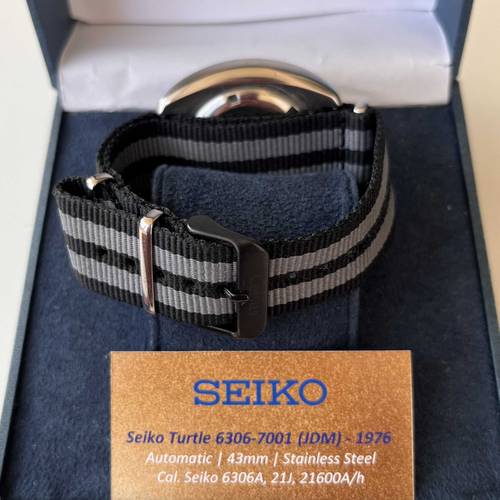 SEIKO
Seiko Turtle 6306-7001 (JDM) - 1976
Automatic | 43mm | Stainless Steel
Cal. Seiko 6306A, 21J, 21600A/h